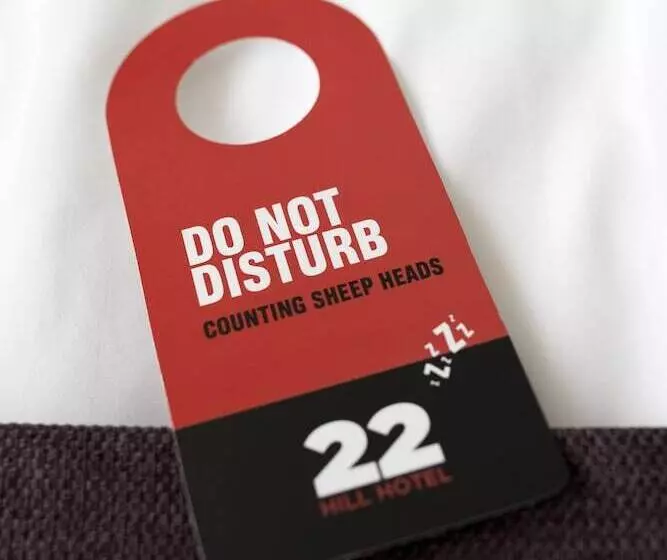 DO NOT
DISTURB
COUNTING SHEEP HEADS
z
Z
z
Z
z
Z
22
HILL HOTEL